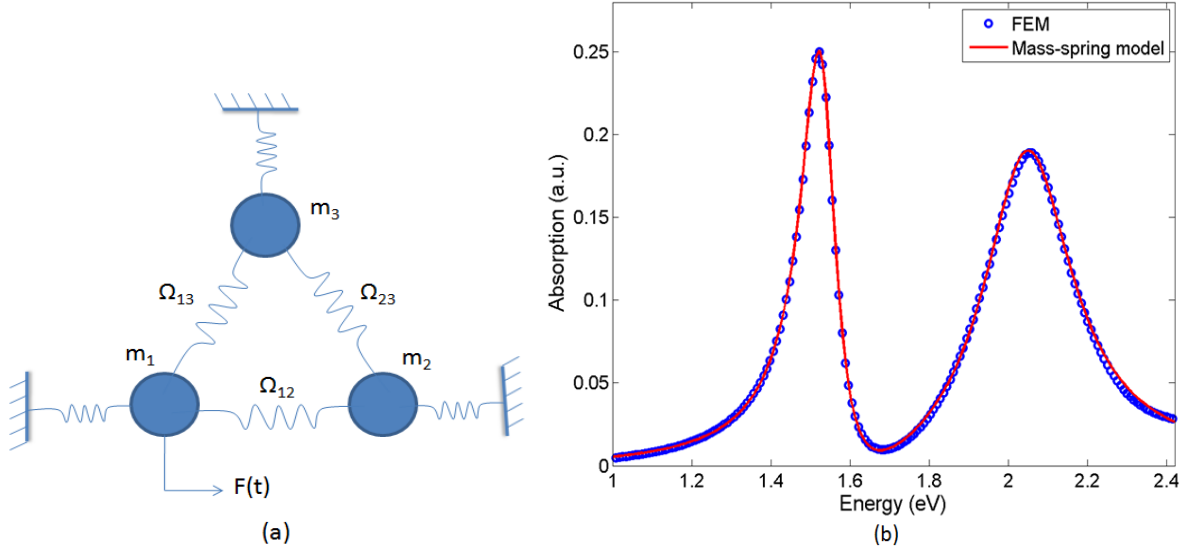 m3
Ω13
Ω23
m1
m2
Ω12
F(t)
(a)
FEM
Mass-spring model
Absorption (a.u.)
0.25
0.2
0.15
0.1
0.05
0
1 1.2 1.4 1.6 1.8 2 2.2 2.4
Energy (eV)
(b)